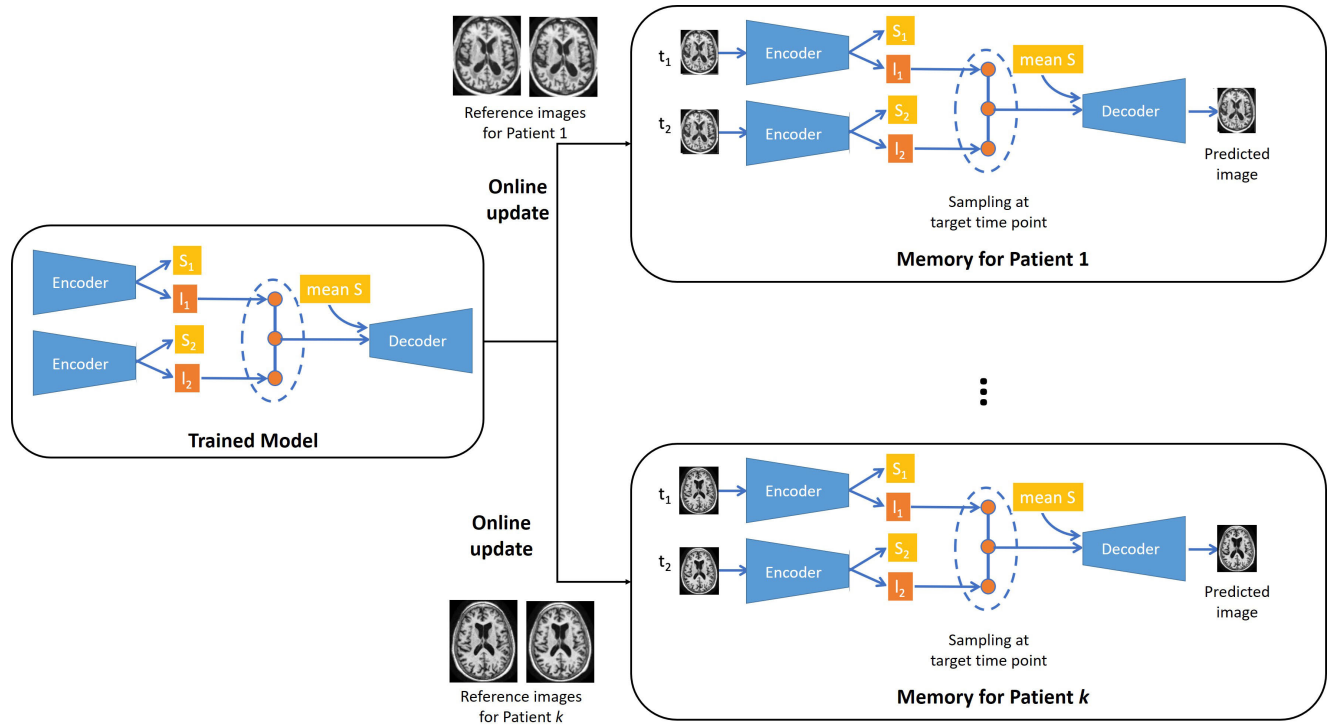 Encoder
S₁
I₁
Encoder
S₂
I₂
mean S
Decoder
Trained Model
Reference images
for Patient 1
Online
update
Online
update
Reference images
for Patient k
t₁
Encoder
S₁
I₁
t₂
Encoder
S₂
I₂
mean S
Decoder
Predicted
image
Sampling at
target time point
Memory for Patient 1
t₁
Encoder
S₁
I₁
t₂
Encoder
S₂
I₂
mean S
Decoder
Predicted
image
Sampling at
target time point
Memory for Patient k